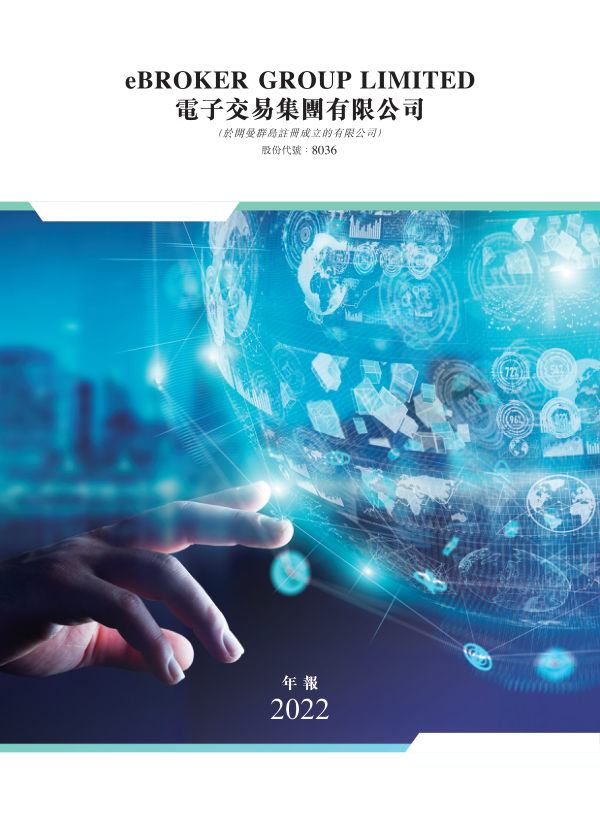 eBROKER GROUP LIMITED
電子交易集團有限公司
(於開曼群島註冊成立的有限公司)
股份代號：8036
年報
2022